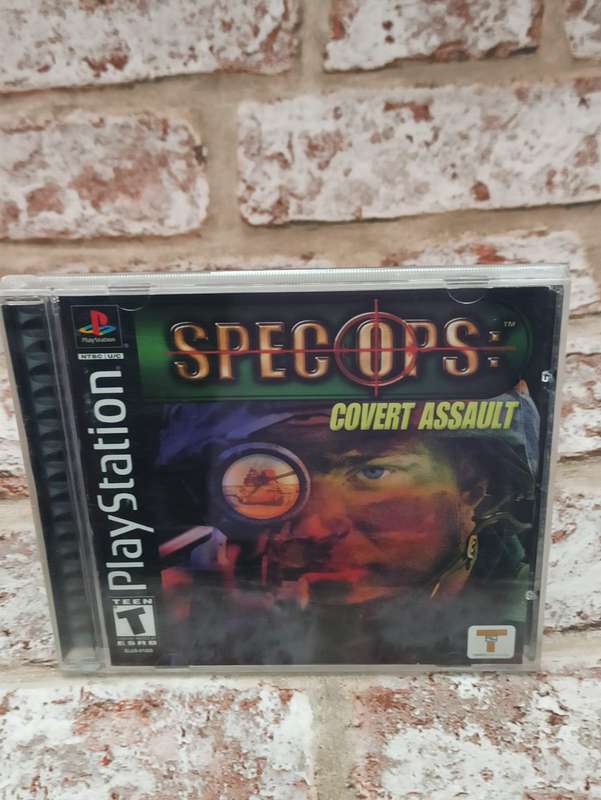 PlayStation
NTSC U/C
PlayStation
SPEC OPS:™
COVERT ASSAULT
TEEN
T
ESRB
T